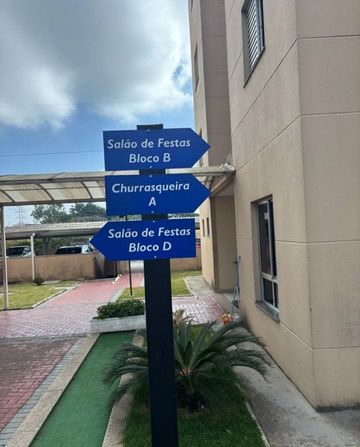 Salão de Festas
Bloco B
Churrasqueira
A
Salão de Festas
Bloco D